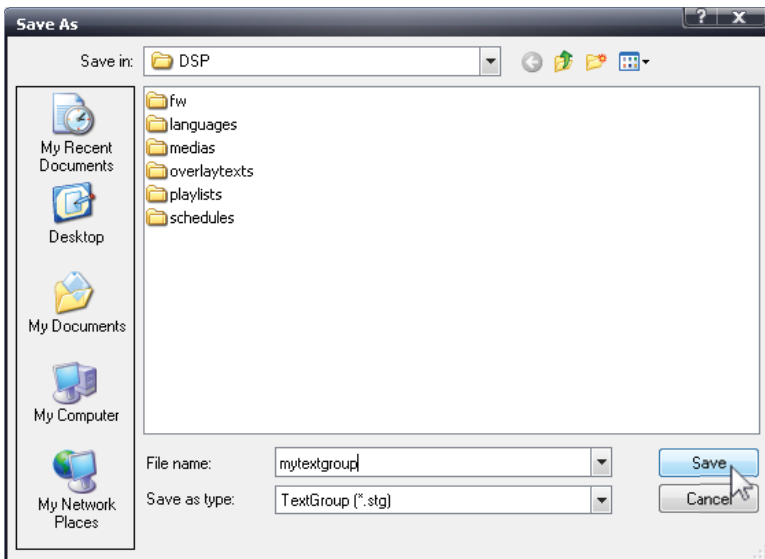 Save As
Save in:
DSP
My Recent
Documents
Desktop
My Documents
My Computer
My Network
Places
fw
languages
medias
overlaytexts
playlists
schedules
File name:
mytextgroup
Save
Save as type:
TextGroup (*.stg)
Cancel